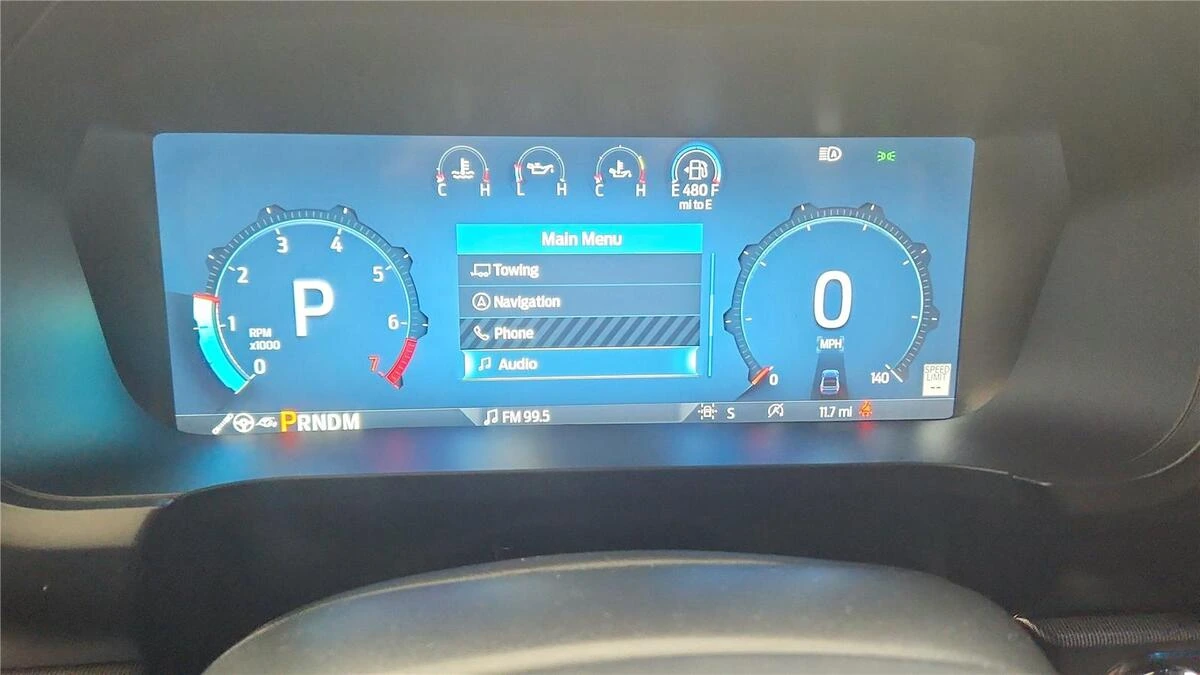 C H
L H
C H
E 480 F
mi to E
A
Main Menu
Towing
Navigation
Phone
Audio
0
1
2
3
4
5
6
7
RPM
x1000
P
0
MPH
0
140
SPEED
LIMIT
--
PRNDM
FM 99.5
S
11.7 mi